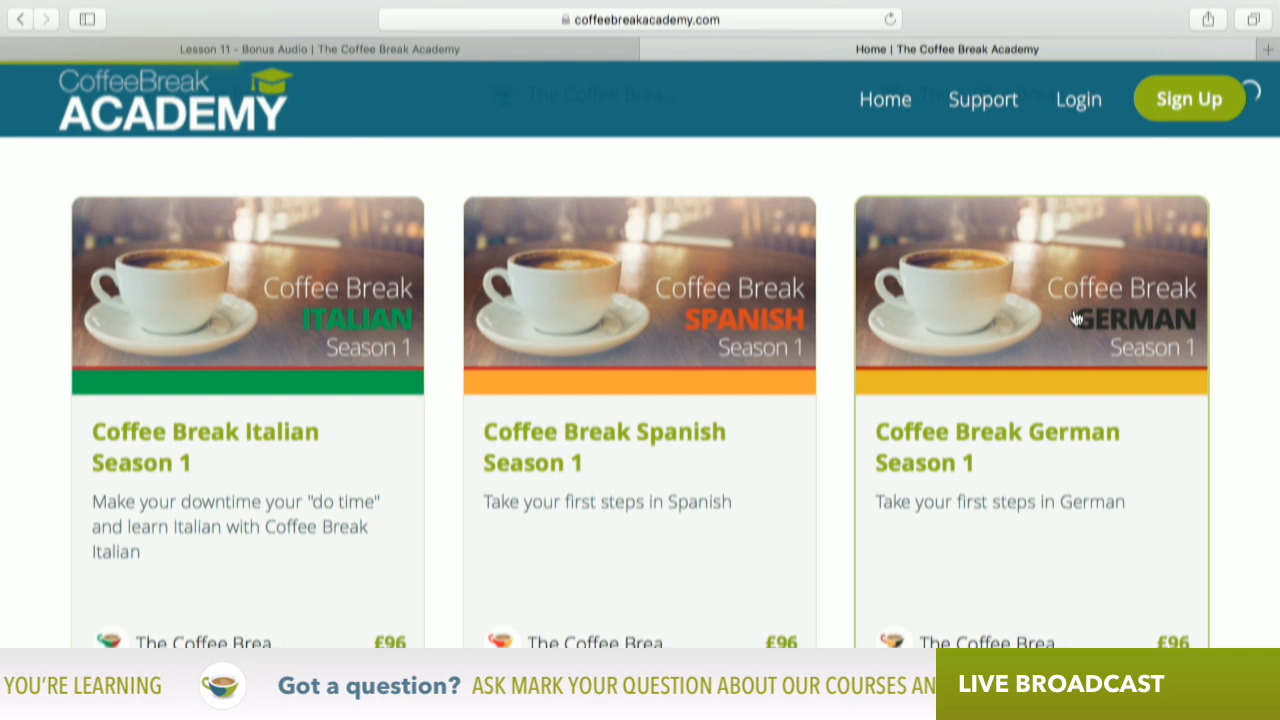 coffeebreakacademy.com
Lesson 11 - Bonus Audio | The Coffee Break Academy
Home | The Coffee Break Academy
CoffeeBreak
ACADEMY
Home
Support
Login
Sign Up
The Coffee Brea...
Coffee Break
ITALIAN
Season 1
Coffee Break
SPANISH
Season 1
Coffee Break
GERMAN
Season 1
Coffee Break Italian
Season 1
Make your downtime your "do time"
and learn Italian with Coffee Break
Italian
The Coffee Brea...
£96
Coffee Break Spanish
Season 1
Take your first steps in Spanish
The Coffee Brea...
£96
Coffee Break German
Season 1
Take your first steps in German
The Coffee Brea...
£96
YOU'RE LEARNING
Got a question? ASK MARK YOUR QUESTION ABOUT OUR COURSES AN
LIVE BROADCAST